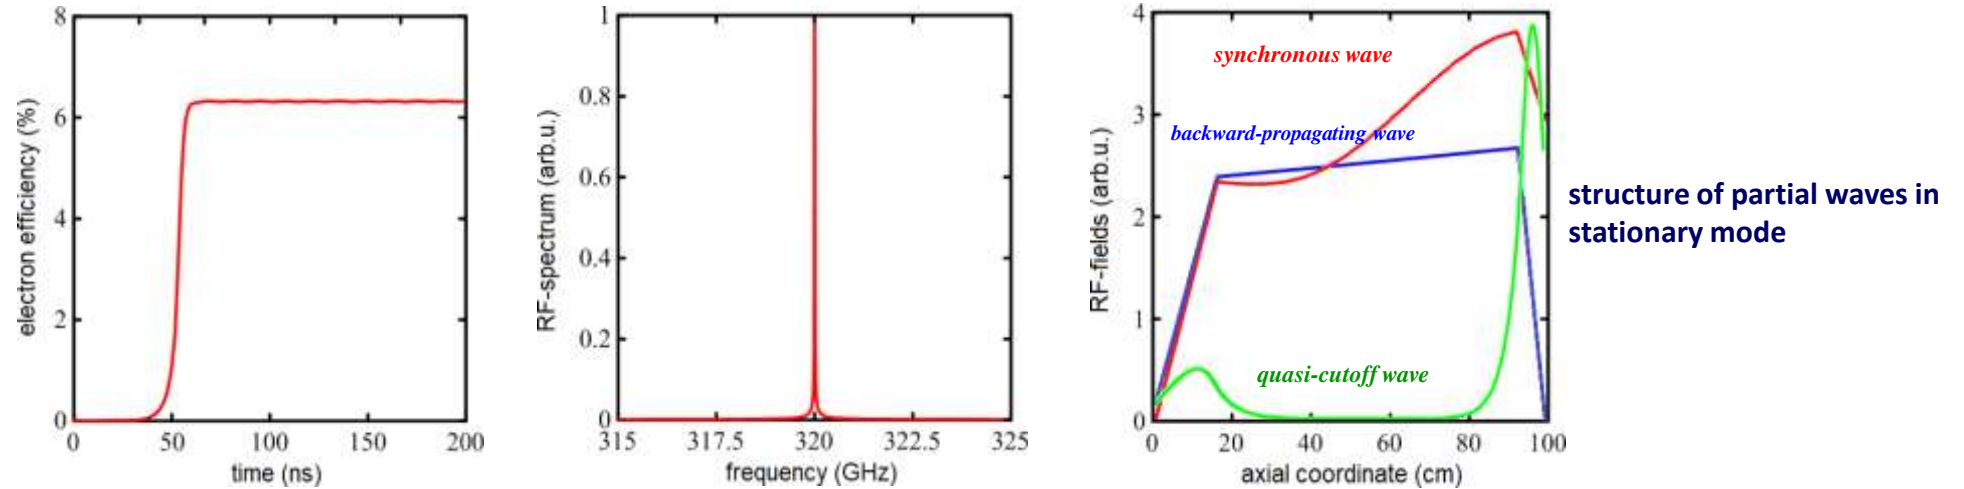 electron efficiency (%)
8
6
4
2
0
0 50 100 150 200
time (ns)
RF-spectrum (arb.u.)
1
0.8
0.6
0.4
0.2
0
315 317.5 320 322.5 325
frequency (GHz)
RF-fields (arb.u.)
4
3
2
1
0
0 20 40 60 80 100
axial coordinate (cm)
synchronous wave
backward-propagating wave
quasi-cutoff wave
structure of partial waves in
stationary mode